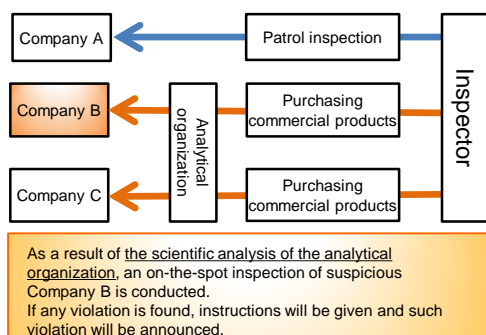 Company A
Patrol inspection
Company B
Purchasing
commercial products
Company C
Purchasing
commercial products
Analytical
organization
Inspector
As a result of the scientific analysis of the analytical
organization, an on-the-spot inspection of suspicious
Company B is conducted.
If any violation is found, instructions will be given and such
violation will be announced.